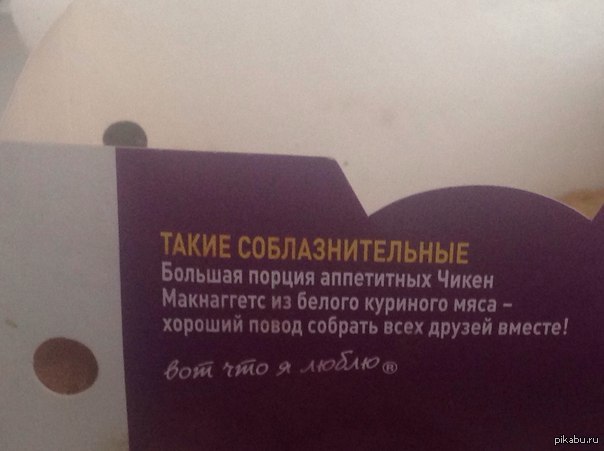 ТАКИЕ СОБЛАЗНИТЕЛЬНЫЕ
Большая порция аппетитных Чикен
Макнаггетс из белого куриного мяса –
хороший повод собрать всех друзей вместе!
вот что я люблю®
pikabu.ru